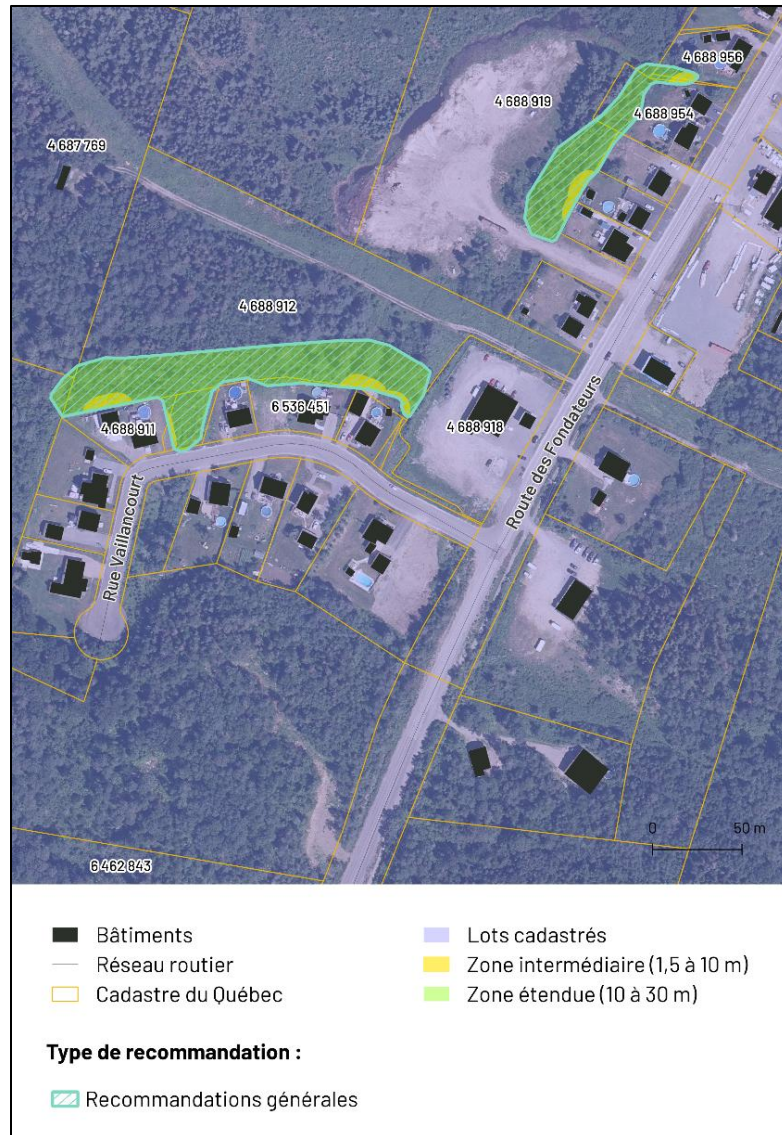 4 688 956
4 688 919
4 688 954
4 687 769
4 688 912
6 536 451
4 688 911
4 688 918
Route des Fondateurs
Rue Vaillancourt
0 50 m
6 462 843
Bâtiments
Réseau routier
Cadastre du Québec
Lots cadastrés
Zone intermédiaire (1,5 à 10 m)
Zone étendue (10 à 30 m)
Type de recommandation :
Recommandations générales